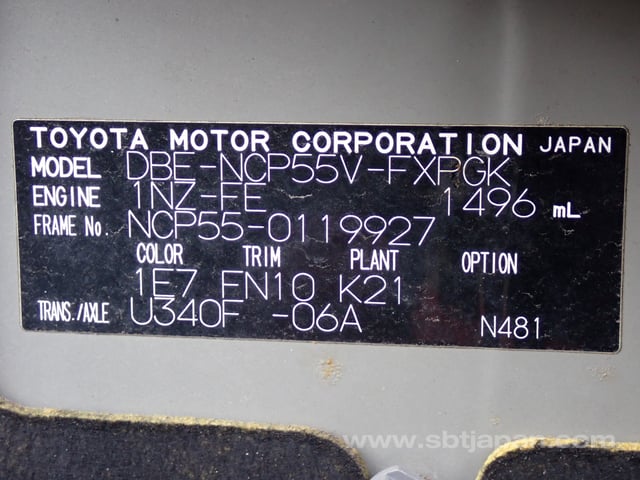 TOYOTA MOTOR CORPORATION JAPAN
MODEL DBE-NCP55V-FXPGK
ENGINE 1NZ-FE 1496 mL
FRAME No. NCP55-0119927
COLOR TRIM PLANT OPTION
1E7 FN10 K21
TRANS./AXLE U340F -06A N481
www.sbtjapan.com